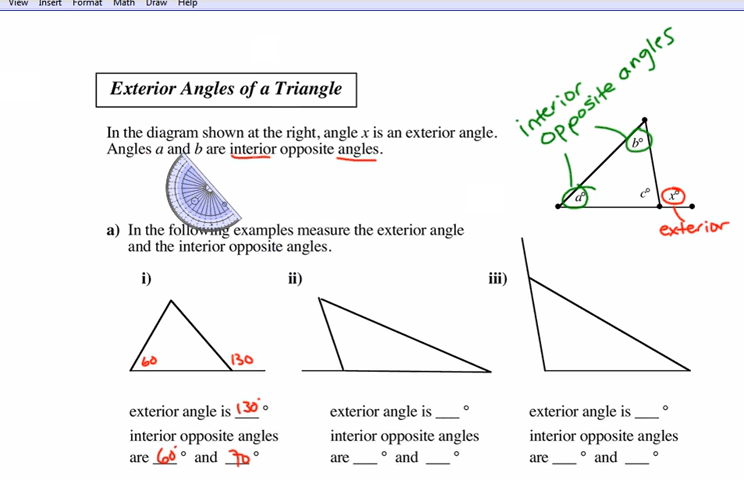 View Insert Format Math Draw Help
interior
opposite angles
Exterior Angles of a Triangle
In the diagram shown at the right, angle x is an exterior angle.
Angles a and b are interior opposite angles.
b°
a°
c°
x°
exterior
a) In the following examples measure the exterior angle
and the interior opposite angles.
i)
ii)
iii)
60
130
exterior angle is 130° °
interior opposite angles
are 60° ° and 70 °
exterior angle is ___ °
interior opposite angles
are ___ ° and ___ °
exterior angle is ___ °
interior opposite angles
are ___ ° and ___ °